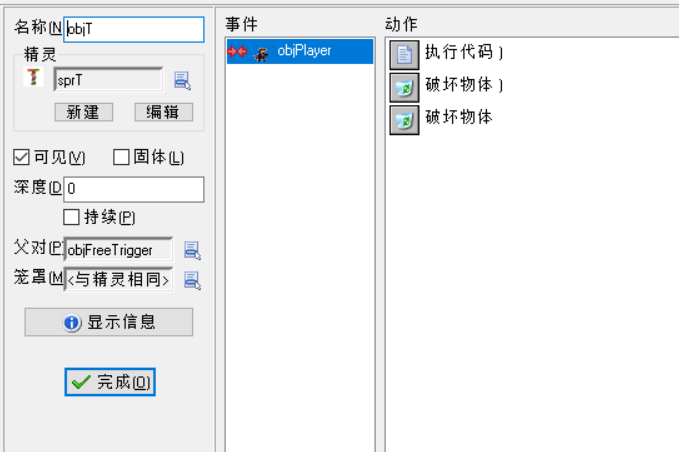 名称(N
objT
精灵
sprT
新建
编辑
可见(V)
固体(L)
深度(D
0
持续(P)
父对(P
objFreeTrigger
笼罩(M
<与精灵相同>
显示信息
完成(O)
事件
objPlayer
动作
执行代码)
破坏物体)
破坏物体